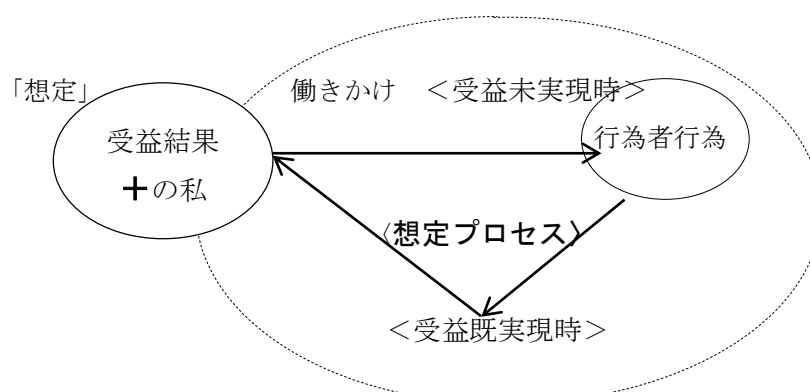 「想定」
働きかけ ＜受益未実現時＞
受益結果
＋の私
行為者行為
〈想定プロセス〉
＜受益既実現時＞